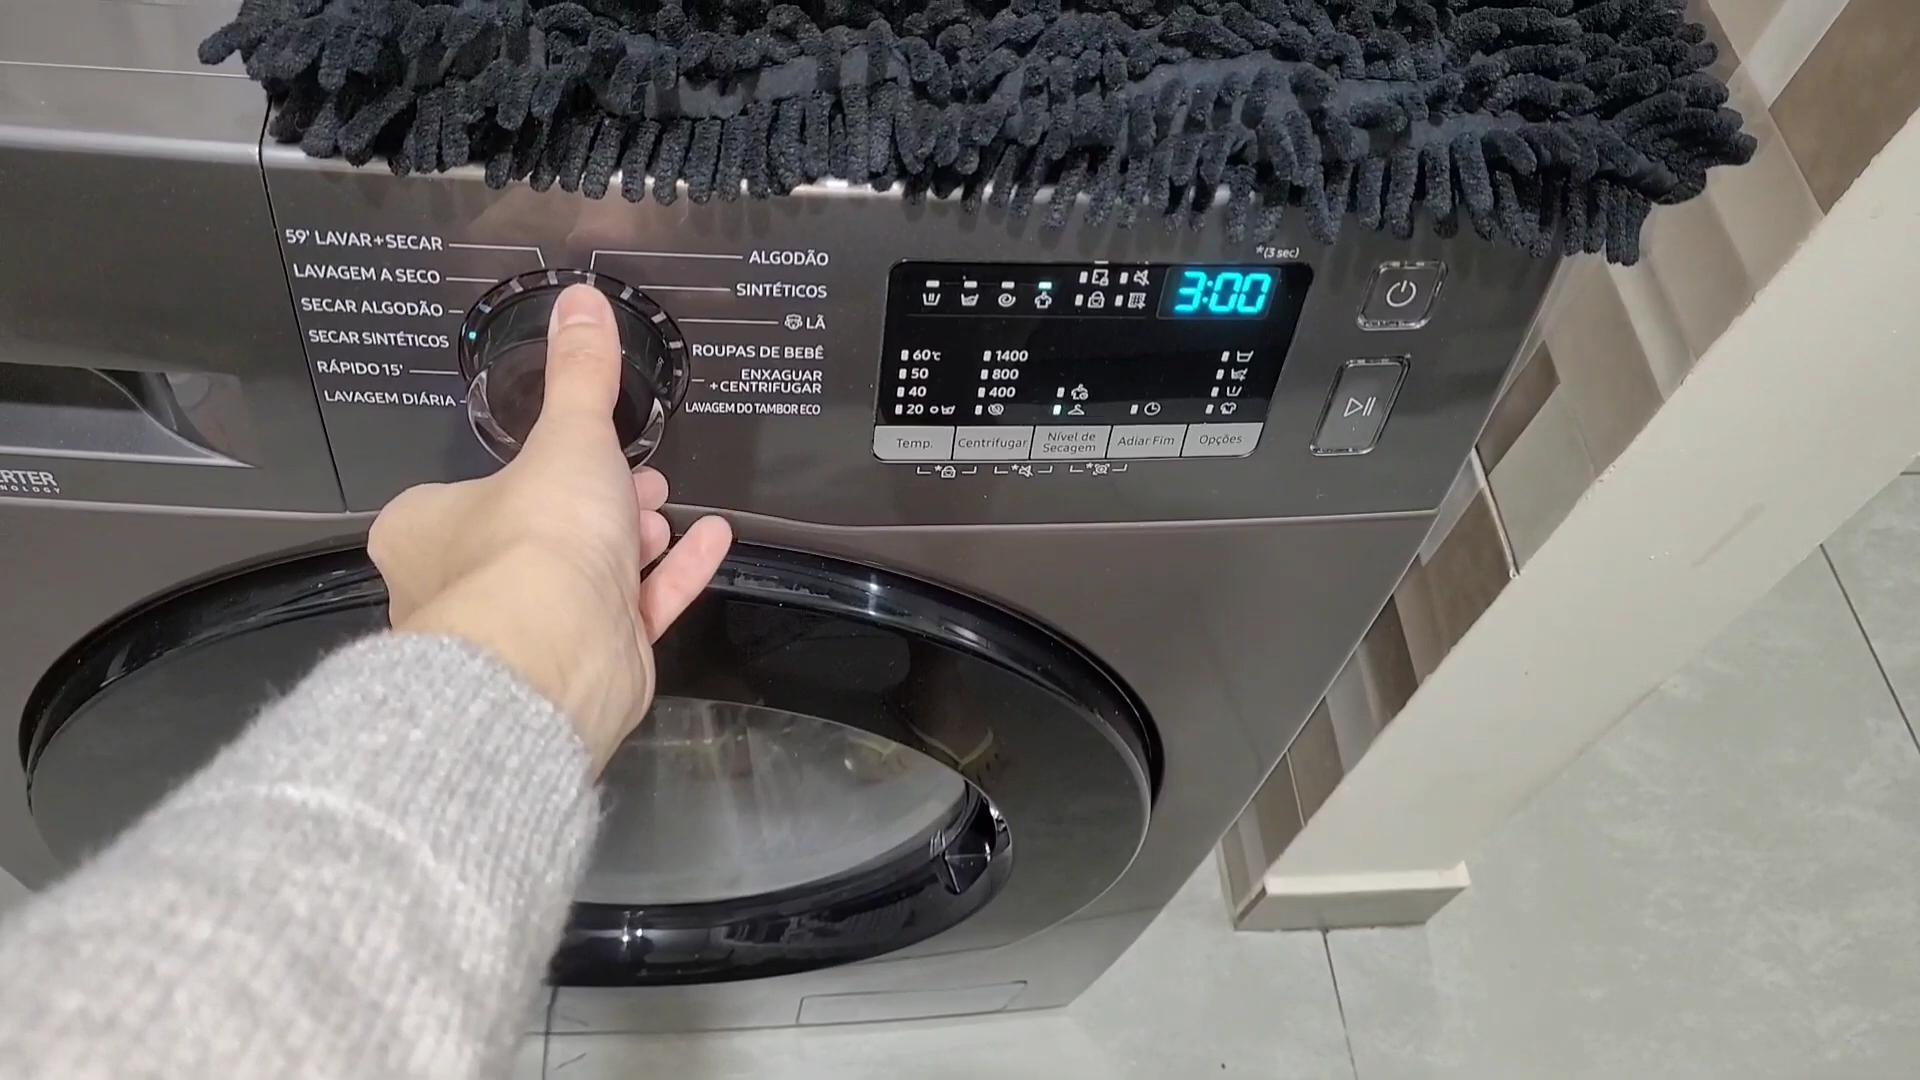 59' LAVAR+SECAR
LAVAGEM A SECO
SECAR ALGODÃO
SECAR SINTÉTICOS
RÁPIDO 15'
LAVAGEM DIÁRIA
ALGODÃO
SINTÉTICOS
LÃ
ROUPAS DE BEBÊ
ENXAGUAR
+CENTRIFUGAR
LAVAGEM DO TAMBOR ECO
*(3 sec)
3:00
60℃ 1400
50 800
40 400
20
Temp. Centrifugar Nível de Secagem Adiar Fim Opções